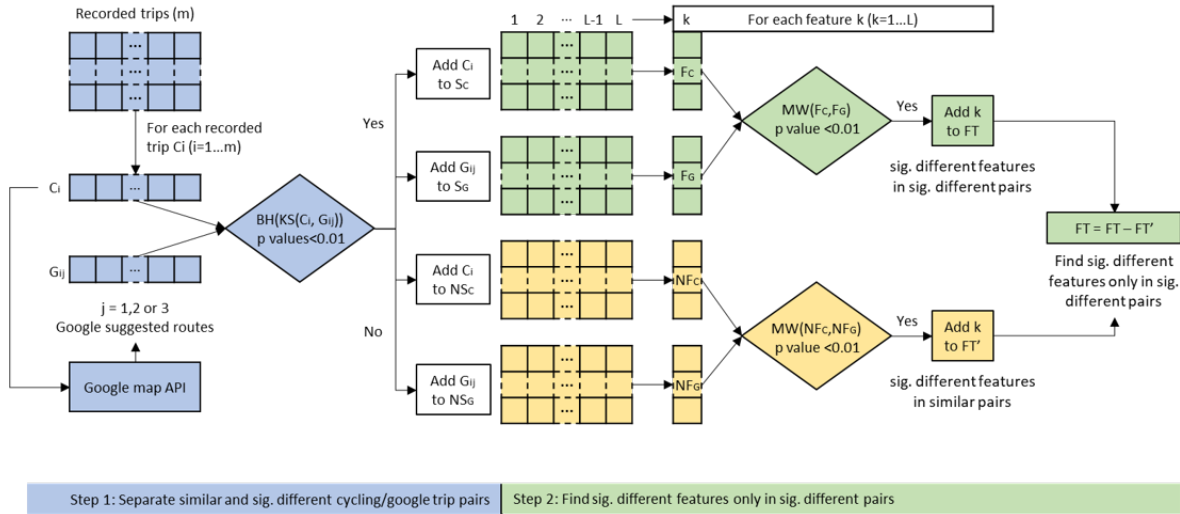 Recorded trips (m)
...
...
...
For each recorded
trip Ci (i=1...m)
Ci
...
Gij
...
j = 1,2 or 3
Google suggested routes
Google map API
BH(KS(Ci, Gij))
p values<0.01
Yes
No
Add Ci
to Sc
Add Gij
to SG
Add Ci
to NSc
Add Gij
to NSG
1 2 ... L-1 L
k
For each feature k (k=1...L)
...
...
...
Fc
...
...
...
FG
...
...
...
NFc
...
...
...
NFG
MW(Fc,FG)
p value <0.01
Yes
Add k
to FT
sig. different features
in sig. different pairs
MW(NFc,NFG)
p value <0.01
Yes
Add k
to FT’
sig. different features
in similar pairs
FT = FT – FT’
Find sig. different
features only in sig.
different pairs
Step 1: Separate similar and sig. different cycling/google trip pairs
Step 2: Find sig. different features only in sig. different pairs